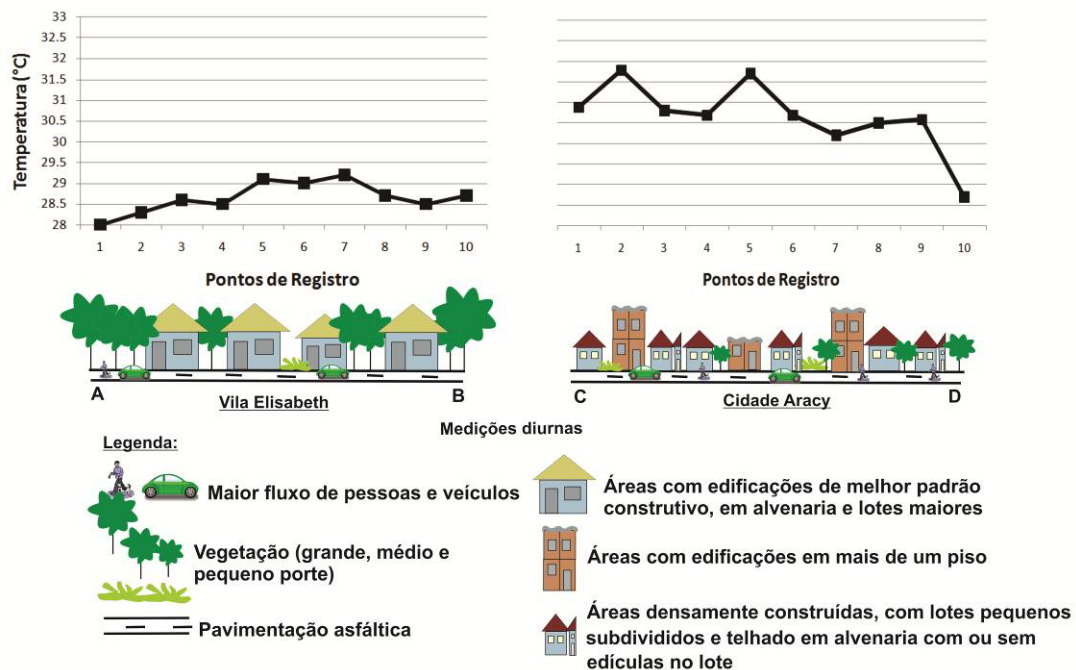 Temperatura (°C)
33
32.5
32
31.5
31
30.5
30
29.5
29
28.5
28
1 2 3 4 5 6 7 8 9 10
Pontos de Registro
1 2 3 4 5 6 7 8 9 10
Pontos de Registro
A
Vila Elisabeth
B
C
Cidade Aracy
D
Medições diurnas
Legenda:
Maior fluxo de pessoas e veículos
Vegetação (grande, médio e
pequeno porte)
Pavimentação asfáltica
Áreas com edificações de melhor padrão
construtivo, em alvenaria e lotes maiores
Áreas com edificações em mais de um piso
Áreas densamente construídas, com lotes pequenos
subdivididos e telhado em alvenaria com ou sem
edículas no lote